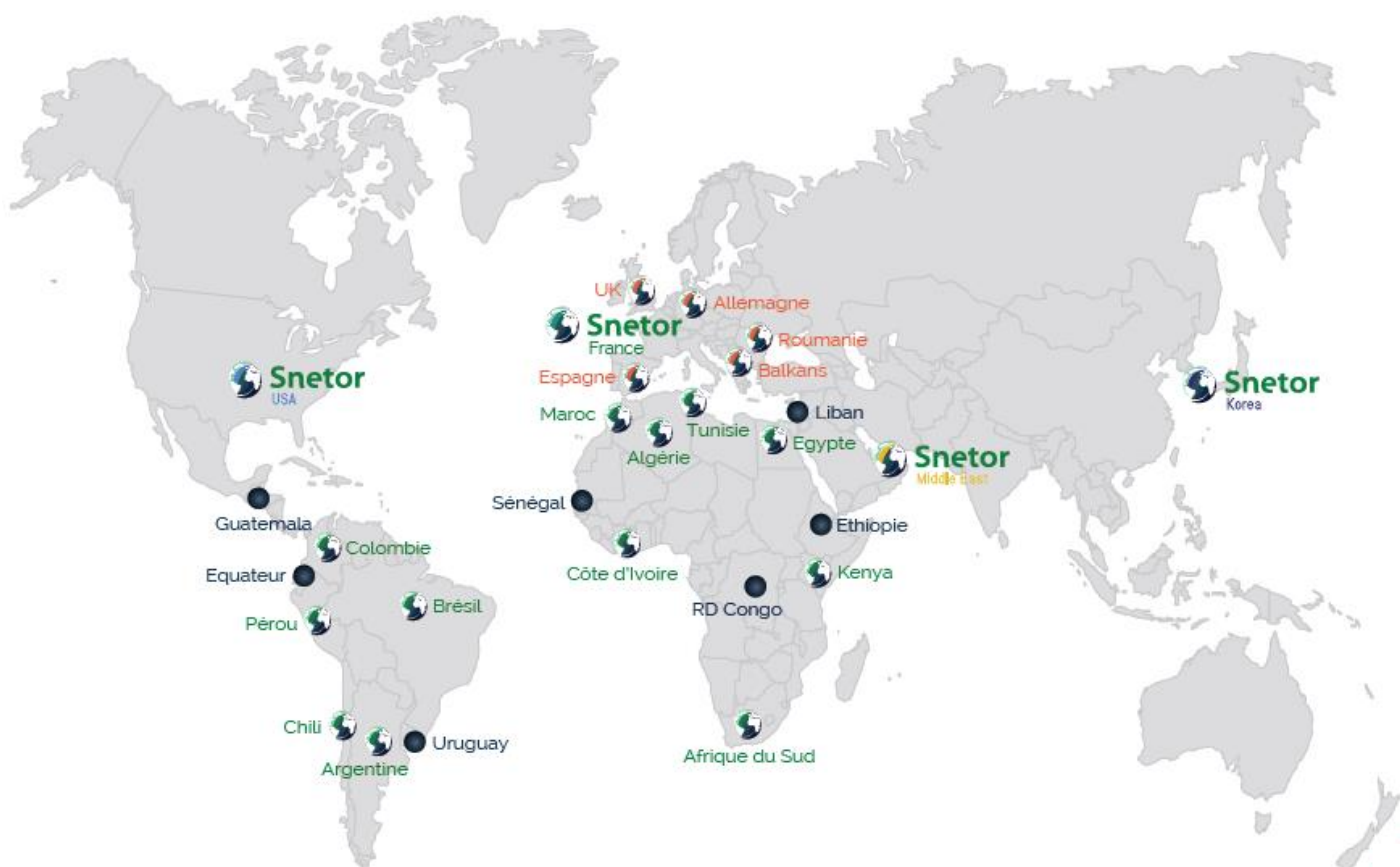 UK
Allemagne
Snetor
France
Roumanie
Balkans
Espagne
Snetor
USA
Snetor
Korea
Maroc
Tunisie
Liban
Algérie
Egypte
Snetor
Middle East
Guatemala
Sénégal
Ethiopie
Colombie
Côte d'Ivoire
Kenya
Equateur
RD Congo
Brésil
Pérou
Chili
Uruguay
Argentine
Afrique du Sud